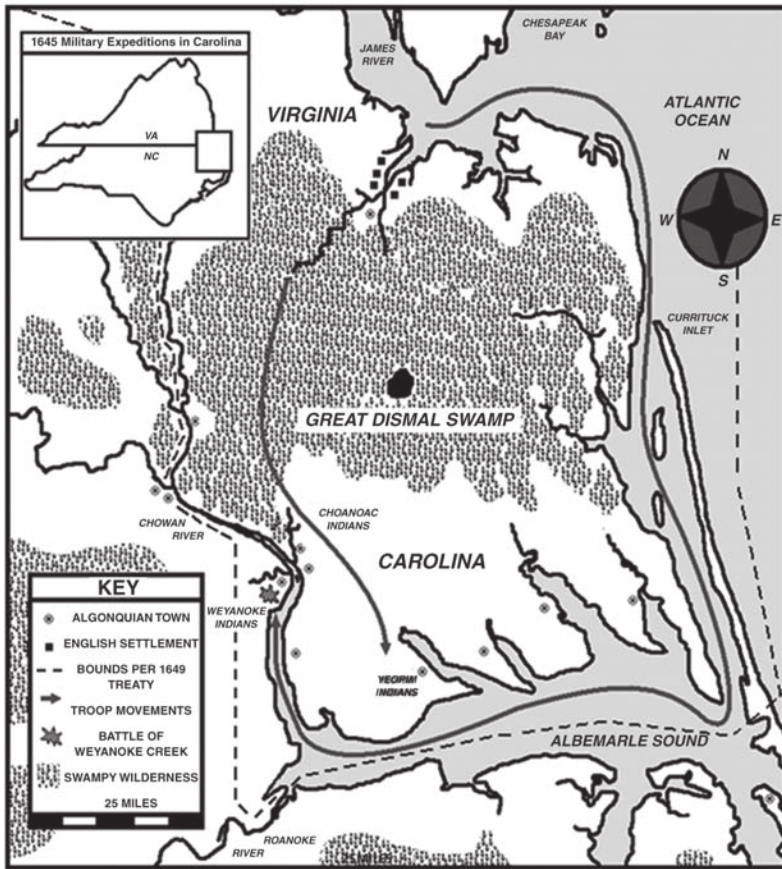 1645 Military Expeditions in Carolina
VA
NC
CHESAPEAK
BAY
JAMES
RIVER
VIRGINIA
ATLANTIC
OCEAN
N
W
E
S
CURRITUCK
INLET
GREAT DISMAL SWAMP
CHOWAN
RIVER
CHOANOAC
INDIANS
CAROLINA
WEYANOKE
INDIANS
INDIANS
ALBEMARLE SOUND
ROANOKE
RIVER
KEY
ALGONQUIAN TOWN
ENGLISH SETTLEMENT
BOUNDS PER 1649
TREATY
TROOP MOVEMENTS
BATTLE OF
WEYANOKE CREEK
SWAMPY WILDERNESS
25 MILES
25 MILES